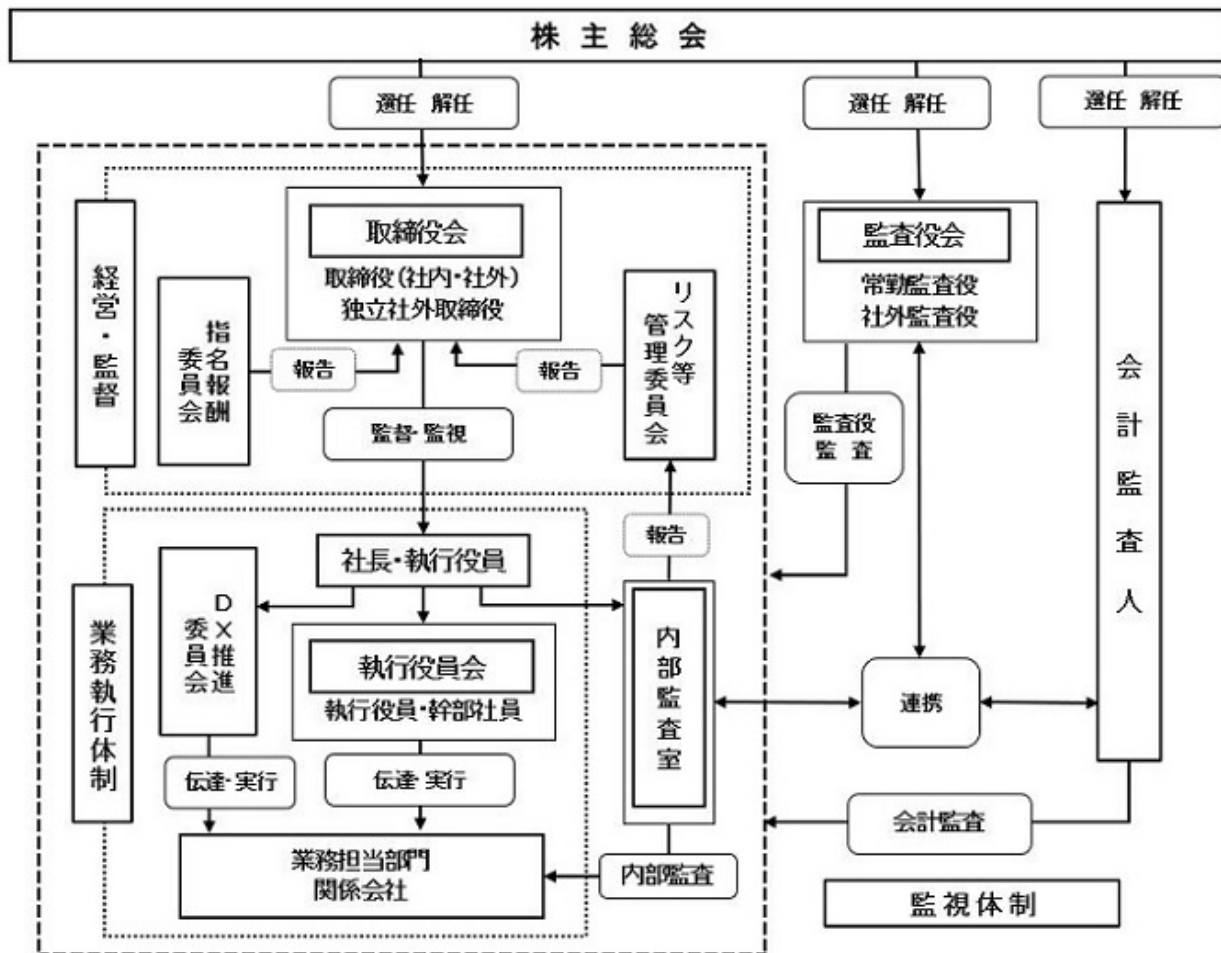 株主総会
選任 解任
選任 解任
選任 解任
経営・監督
取締役会
取締役(社内・社外)
独立社外取締役
指名報酬
委員会
報告
報告
リスク等
管理委員会
監督・監視
監査役会
常勤監査役
社外監査役
監査役
監 査
会計監査人
業務執行体制
社長・執行役員
報告
DX推進
委員会
執行役員会
執行役員・幹部社員
内部監査室
連携
伝達・実行
伝達・実行
業務担当部門
関係会社
内部監査
会計監査
監視体制